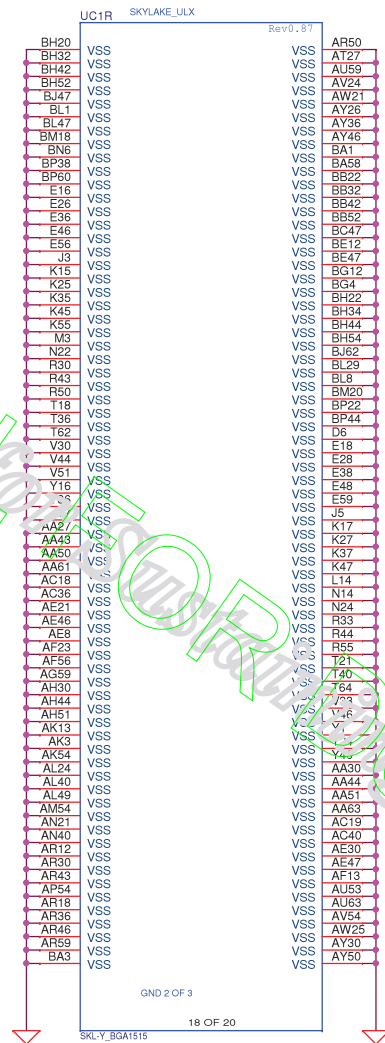 UC1R SKYLAKE_ULX
Rev0.87
BH20 VSS VSS AR50
BH32 VSS VSS AT27
BH42 VSS VSS AU59
BH52 VSS VSS AV24
BJ47 VSS VSS AW21
BL1 VSS VSS AY26
BL47 VSS VSS AY36
BM18 VSS VSS AY46
BN6 VSS VSS BA1
BP38 VSS VSS BA58
BP60 VSS VSS BB22
E16 VSS VSS BB32
E26 VSS VSS BB42
E36 VSS VSS BB52
E46 VSS VSS BC47
E56 VSS VSS BE12
J3 VSS VSS BE47
K15 VSS VSS BG12
K25 VSS VSS BG4
K35 VSS VSS BH22
K45 VSS VSS BH34
K55 VSS VSS BH44
M3 VSS VSS BH54
N22 VSS VSS BJ62
R30 VSS VSS BL29
R43 VSS VSS BL8
R50 VSS VSS BM20
T18 VSS VSS BP22
T36 VSS VSS BP44
T62 VSS VSS D6
V30 VSS VSS E18
V44 VSS VSS E28
V51 VSS VSS E38
Y16 VSS VSS E48
VSS VSS E59
VSS VSS J5
AA27 VSS VSS K17
AA43 VSS VSS K27
AA50 VSS VSS K37
AA61 VSS VSS K47
AC18 VSS VSS L14
AC36 VSS VSS N14
AE21 VSS VSS N24
AE46 VSS VSS R33
AE8 VSS VSS R44
AF23 VSS VSS R55
AF56 VSS VSS T21
AG59 VSS VSS T40
AH30 VSS VSS T64
AH44 VSS VSS
AH51 VSS VSS V46
AK13 VSS VSS
AK3 VSS VSS
AK54 VSS VSS
AL24 VSS VSS AA30
AL40 VSS VSS AA44
AL49 VSS VSS AA51
AM54 VSS VSS AA63
AN21 VSS VSS AC19
AN40 VSS VSS AC40
AR12 VSS VSS AE30
AR30 VSS VSS AE47
AR43 VSS VSS AF13
AP54 VSS VSS AU53
AR18 VSS VSS AU63
AR36 VSS VSS AV54
AR46 VSS VSS AW25
AR59 VSS VSS AY30
BA3 VSS VSS AY50
GND 2 OF 3
18 OF 20
SKL-Y_BGA1515
FOR
for Sustaining